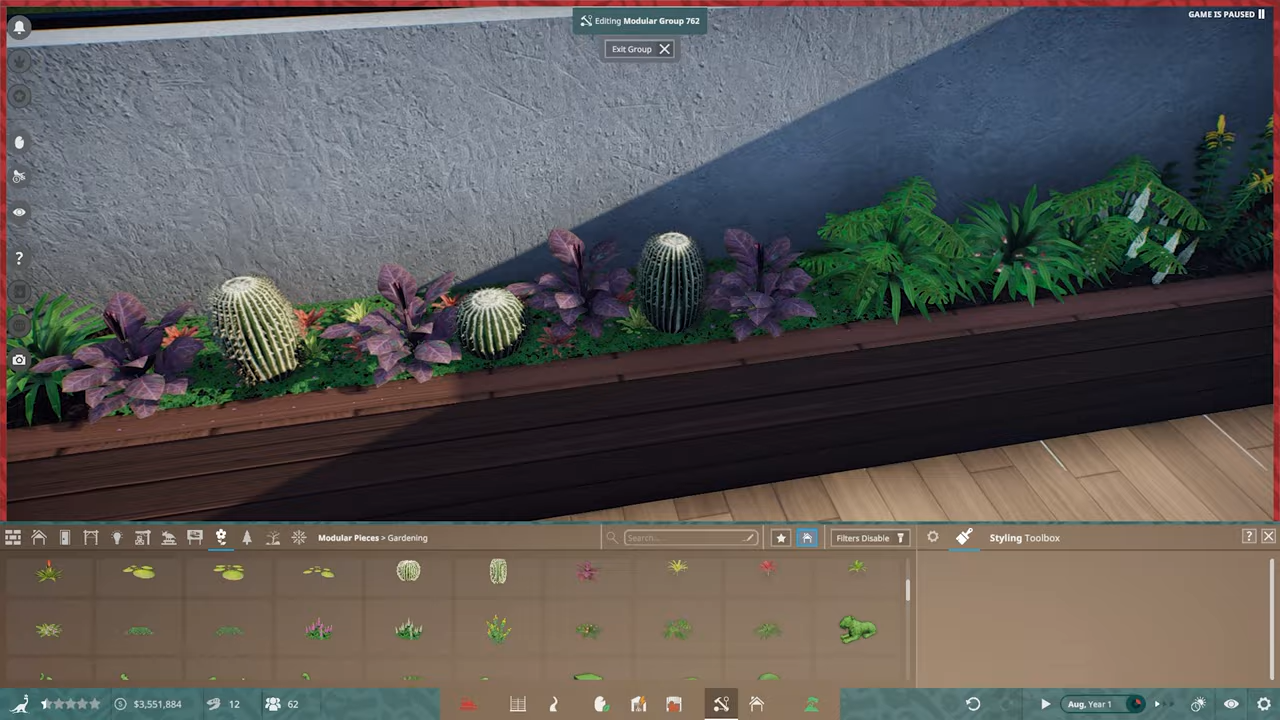 Editing Modular Group 762
GAME IS PAUSED
Exit Group
?
Modular Pieces > Gardening
Search...
Filters Disable
Styling Toolbox
?
$3,551,884
12
62
Aug, Year 1